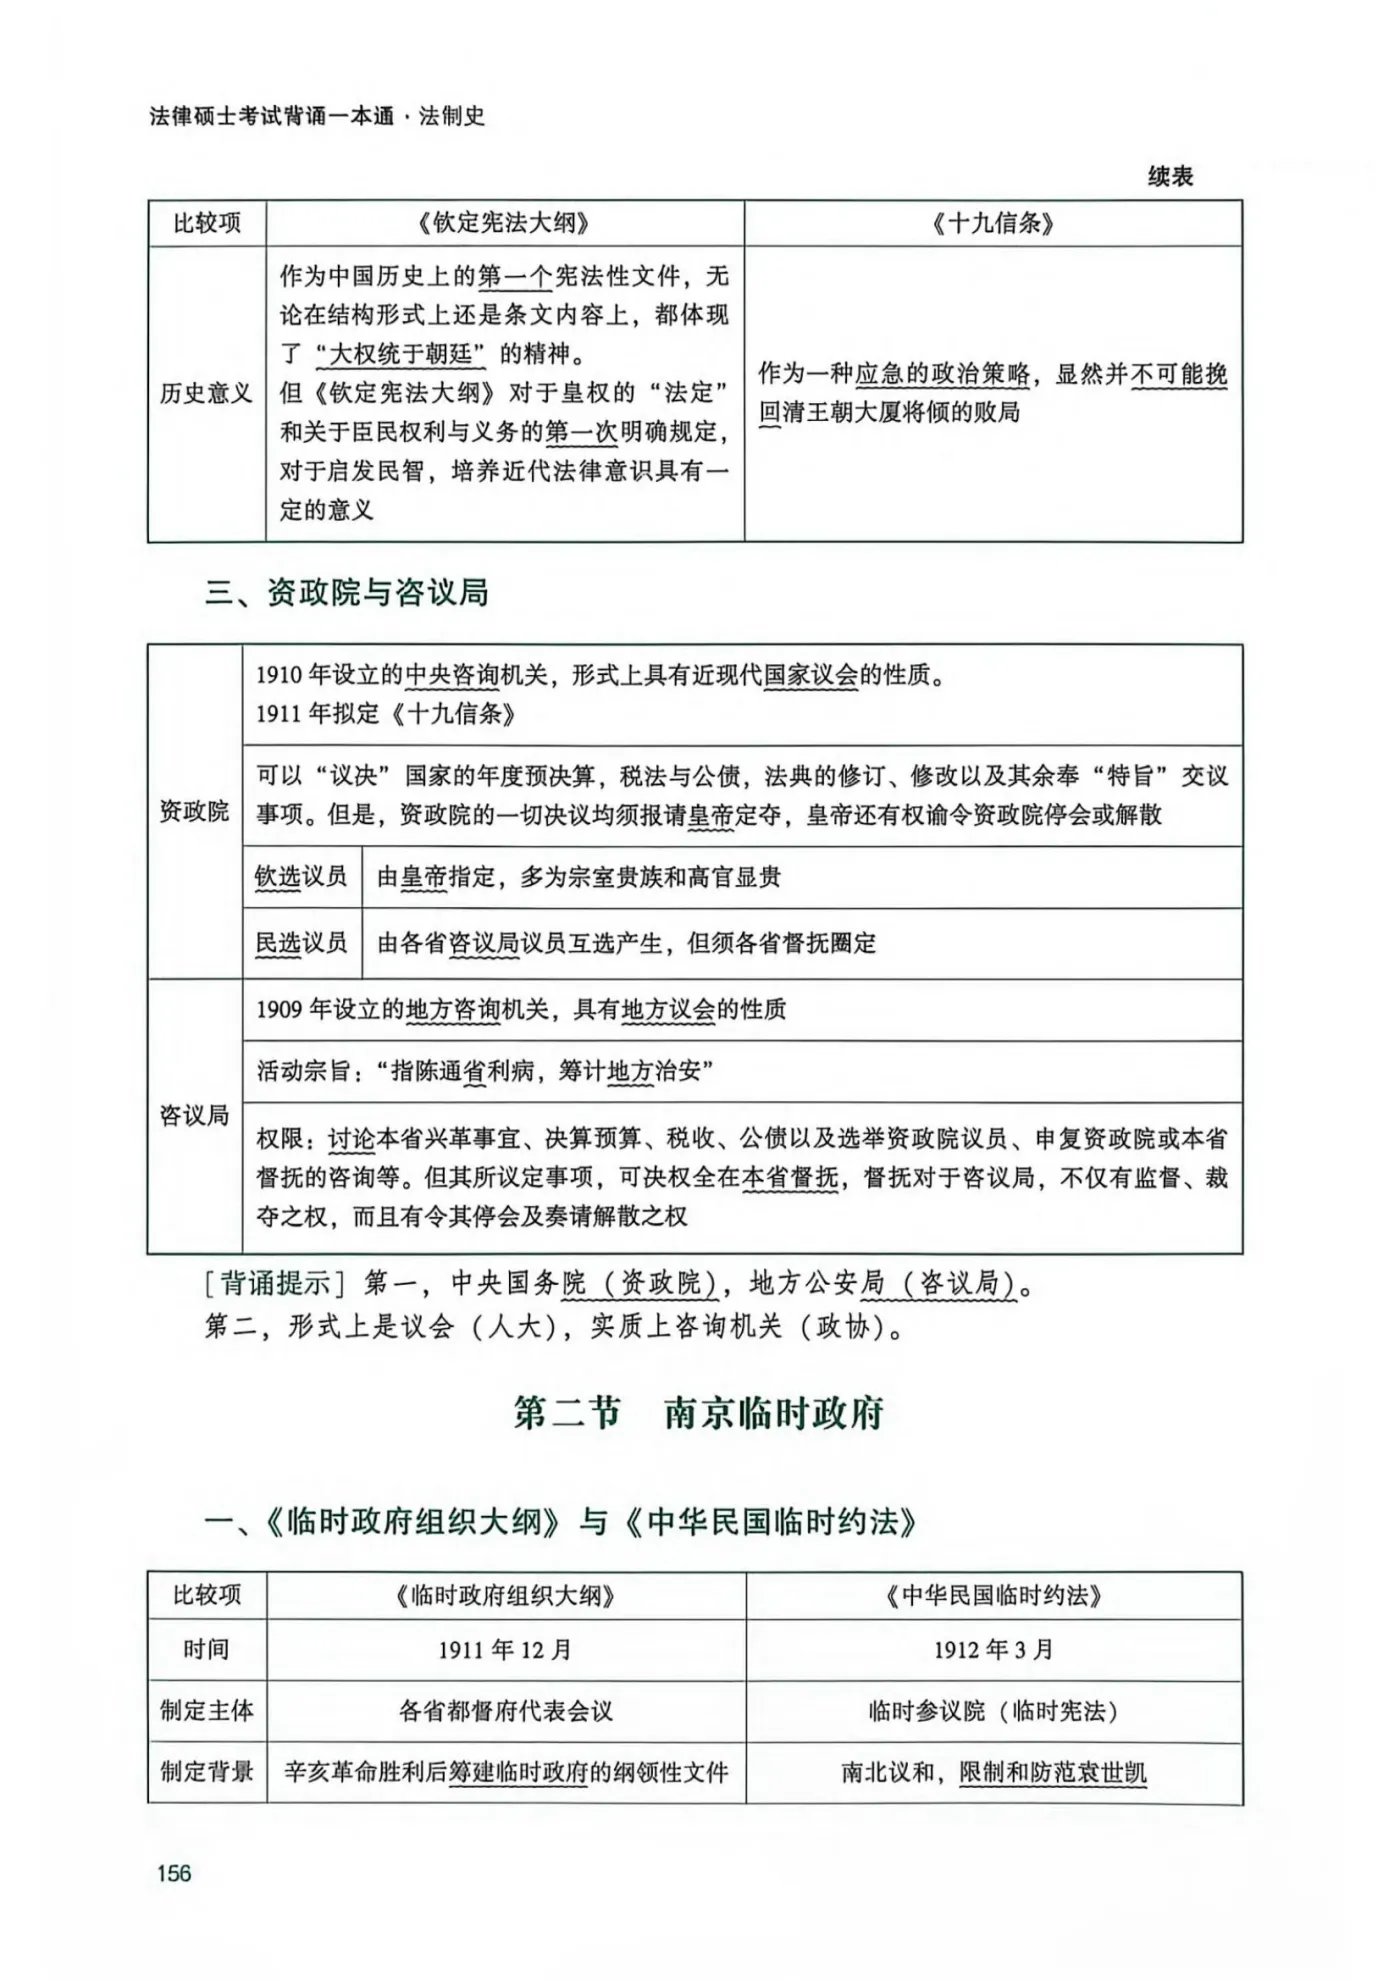 法律硕士考试背诵一本通·法制史
续表
比较项 《钦定宪法大纲》 《十九信条》
历史意义
作为中国历史上的第一个宪法性文件，无
论在结构形式上还是条文内容上，都体现
了“大权统于朝廷”的精神。
但《钦定宪法大纲》对于皇权的“法定”
和关于臣民权利与义务的第一次明确规定，
对于启发民智，培养近代法律意识具有一
定的意义
作为一种应急的政治策略，显然并不可能挽
回清王朝大厦将倾的败局
三、资政院与咨议局
资政院
1910年设立的中央咨询机关，形式上具有近现代国家议会的性质。
1911年拟定《十九信条》
可以“议决”国家的年度预决算，税法与公债，法典的修订、修改以及其余奉“特旨”交议
事项。但是，资政院的一切决议均须报请皇帝定夺，皇帝还有权谕令资政院停会或解散
钦选议员 由皇帝指定，多为宗室贵族和高官显贵
民选议员 由各省咨议局议员互选产生，但须各省督抚圈定
咨议局
1909年设立的地方咨询机关，具有地方议会的性质
活动宗旨：“指陈通省利病，筹计地方治安”
权限：讨论本省兴革事宜、决算预算、税收、公债以及选举资政院议员、申复资政院或本省
督抚的咨询等。但其所议定事项，可决权全在本省督抚，督抚对于咨议局，不仅有监督、裁
夺之权，而且有令其停会及奏请解散之权
［背诵提示］第一，中央国务院（资政院），地方公安局（咨议局）。
第二，形式上是议会（人大），实质上咨询机关（政协）。
第二节 南京临时政府
一、《临时政府组织大纲》与《中华民国临时约法》
比较项 《临时政府组织大纲》 《中华民国临时约法》
时间 1911年12月 1912年3月
制定主体 各省都督府代表会议 临时参议院（临时宪法）
制定背景 辛亥革命胜利后筹建临时政府的纲领性文件 南北议和，限制和防范袁世凯
156